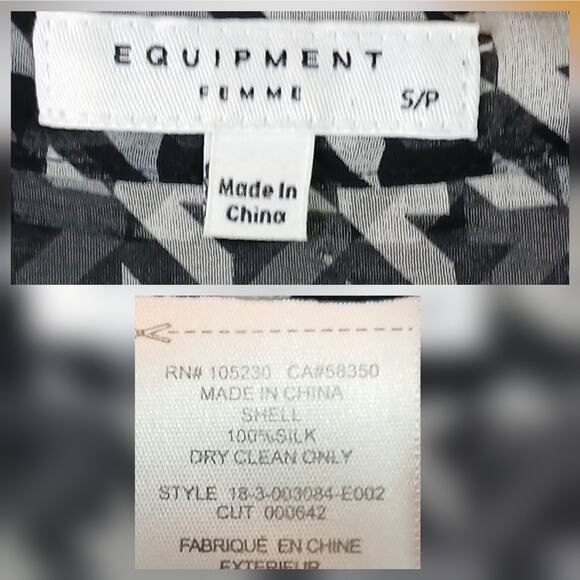 EQUIPMENT
FEMME
S/P
Made In
China
RN# 105230 CA#58350
MADE IN CHINA
SHELL
100%SILK
DRY CLEAN ONLY
STYLE 18-3-003084-E002
CUT 000642
FABRIQUÉ EN CHINE
EXTERIEUR